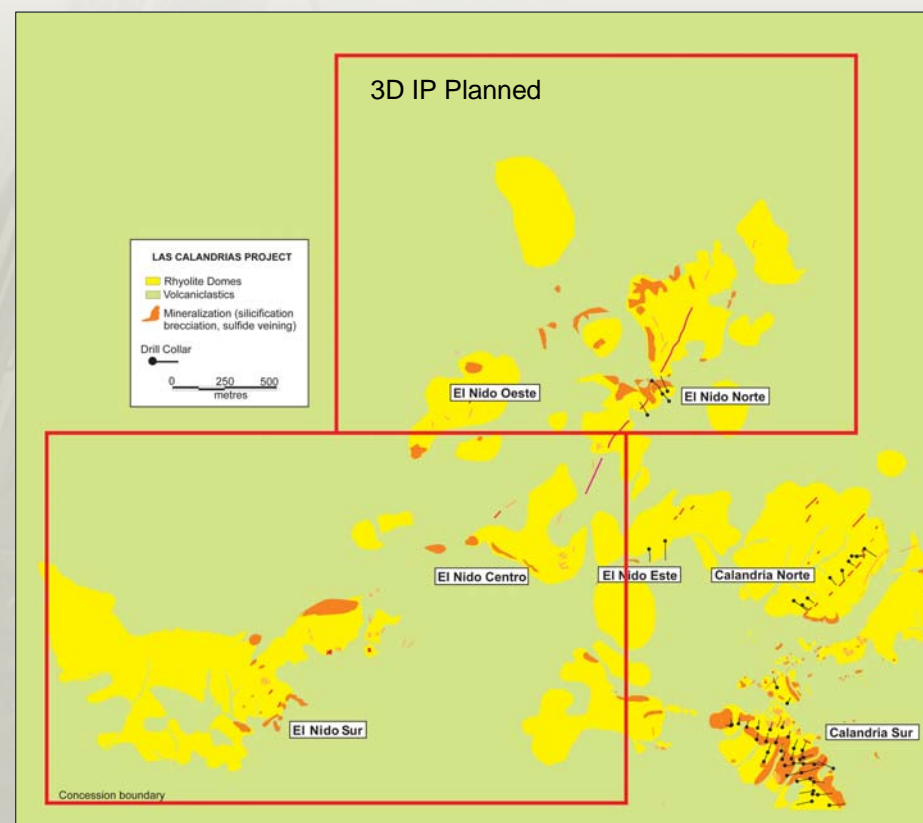 3D IP Planned
LAS CALANDRIAS PROJECT
Rhyolite Domes
Volcaniclastics
Mineralization (silicification
brecciation, sulfide veining)
Drill Collar
0 250 500
metres
El Nido Oeste
El Nido Norte
El Nido Centro
El Nido Este
Calandria Norte
El Nido Sur
Calandria Sur
Concession boundary